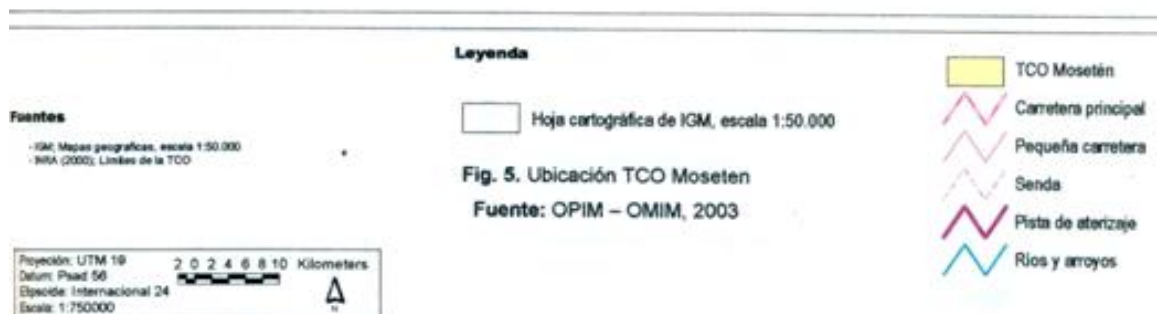 Leyenda
Hoja cartográfica de IGM, escala 1:50.000
Fig. 5. Ubicación TCO Moseten
Fuente: OPIM – OMIM, 2003
Fuentes
- IGM; Mapas geograficas, escala 1:50.000
- INRA (2000); Límites de la TCO
Proyeción: UTM 19
Datum: Psad 56
Elipsoide: Internacional 24
Escala: 1:750000
2 0 2 4 6 8 10 Kilometers
N
TCO Mosetén
Carretera principal
Pequeña carretera
Senda
Pista de aterizaje
Ríos y arroyos